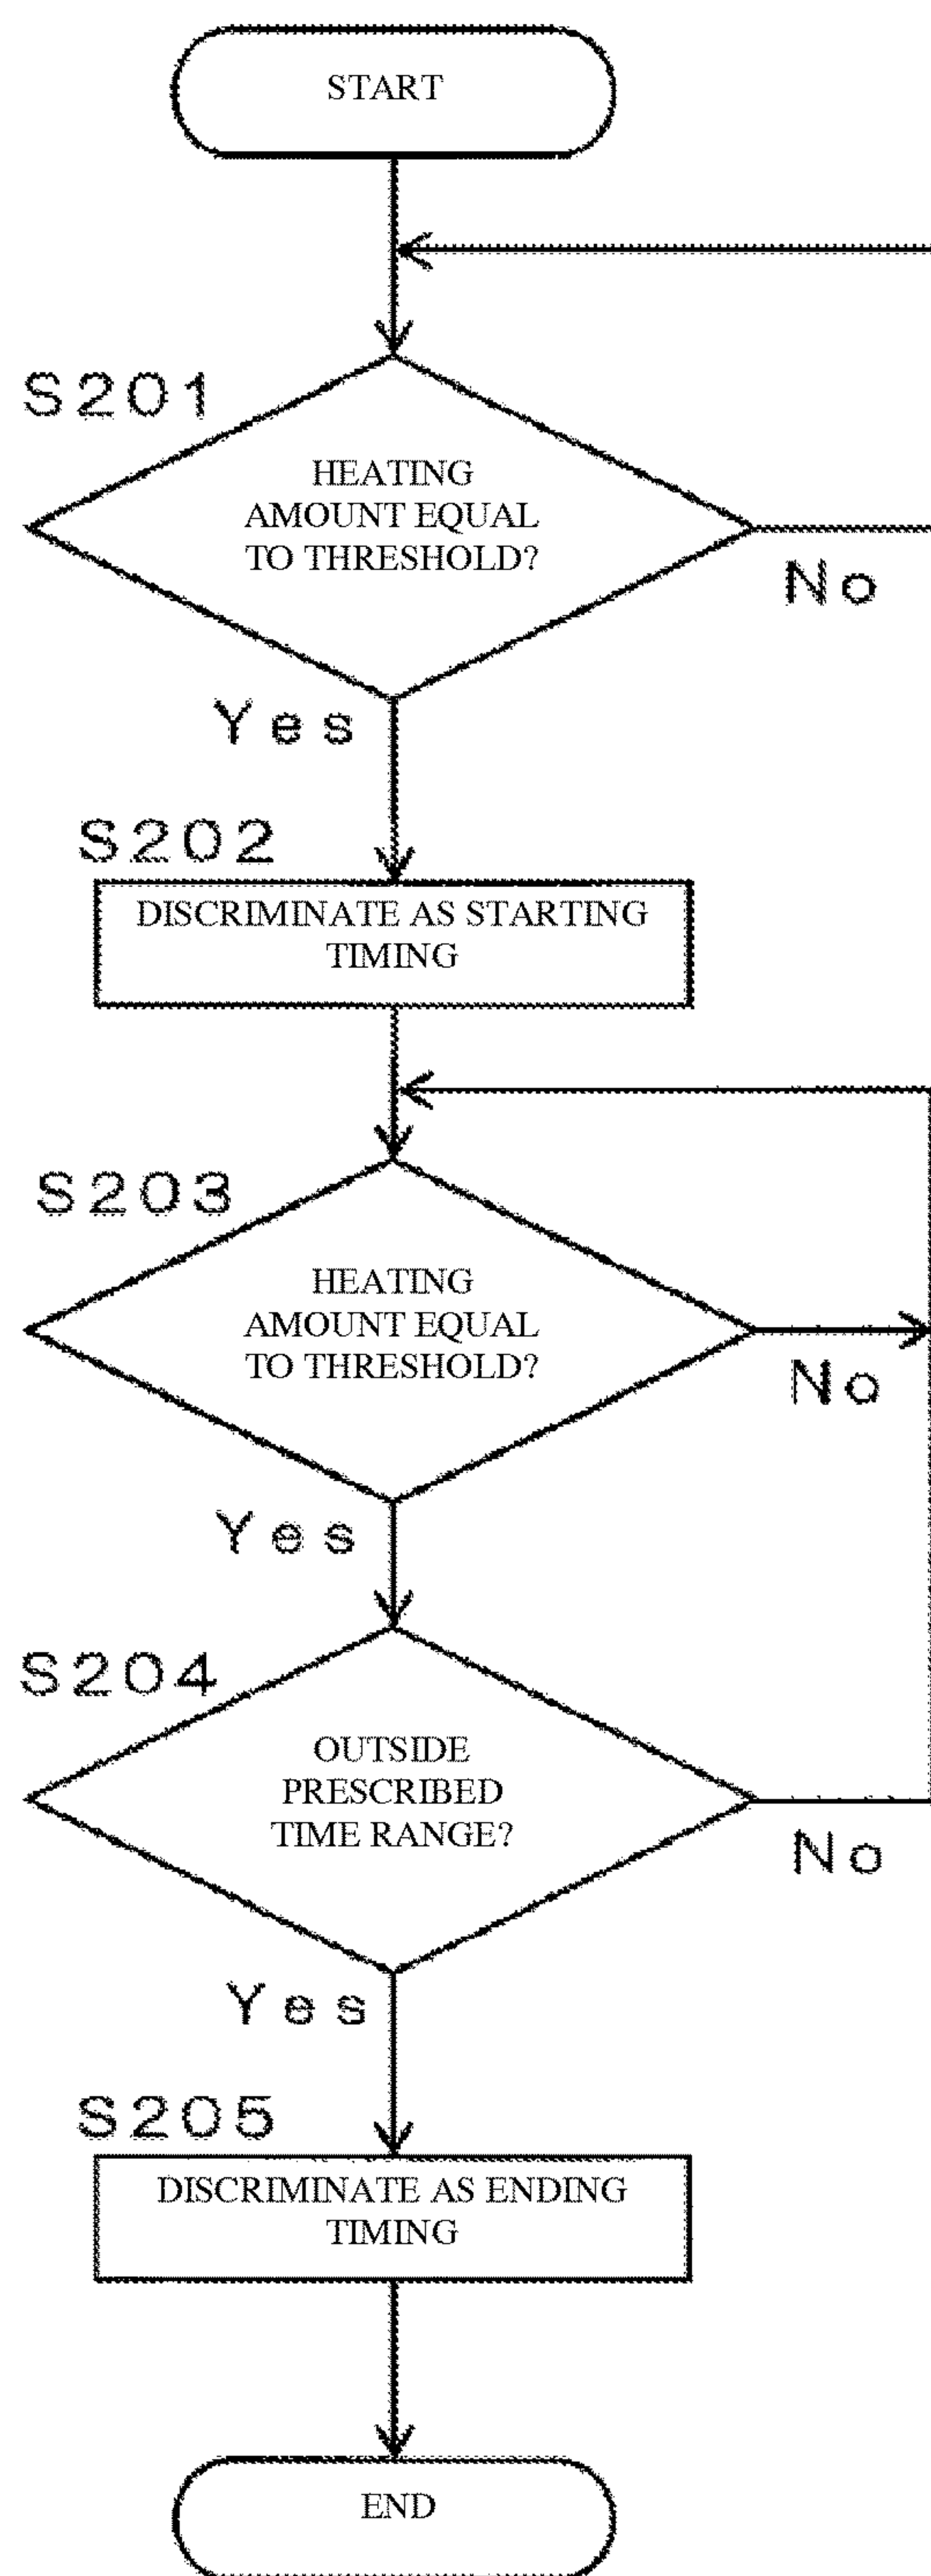 START
S201
HEATING
AMOUNT EQUAL
TO THRESHOLD?
No
Yes
S202
DISCRIMINATE AS STARTING
TIMING
S203
HEATING
AMOUNT EQUAL
TO THRESHOLD?
No
Yes
S204
OUTSIDE
PRESCRIBED
TIME RANGE?
No
Yes
S205
DISCRIMINATE AS ENDING
TIMING
END